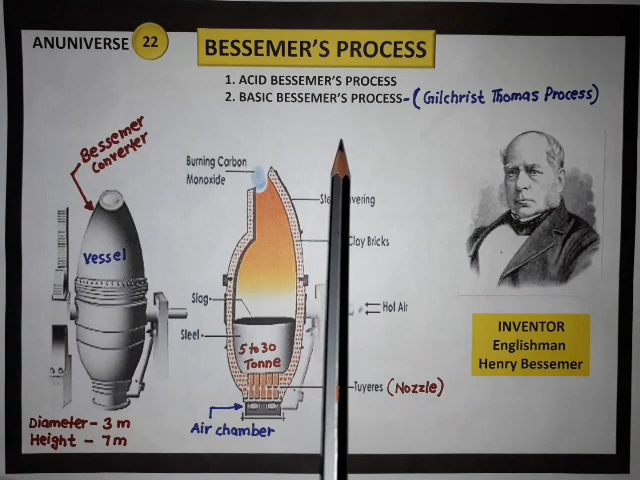 ANUNIVERSE 22
BESSEMER'S PROCESS
1. ACID BESSEMER'S PROCESS
2. BASIC BESSEMER'S PROCESS-(Gilchrist Thomas Process)
Bessemer
Converter
Burning Carbon
Monoxide
Clay Bricks
Vessel
Slag
Hol Air
Steel
5 to 30
Tonne
INVENTOR
Englishman
Henry Bessemer
Tuyeres (Nozzle)
Air chamber
Diameter - 3 m
Height - 7 m